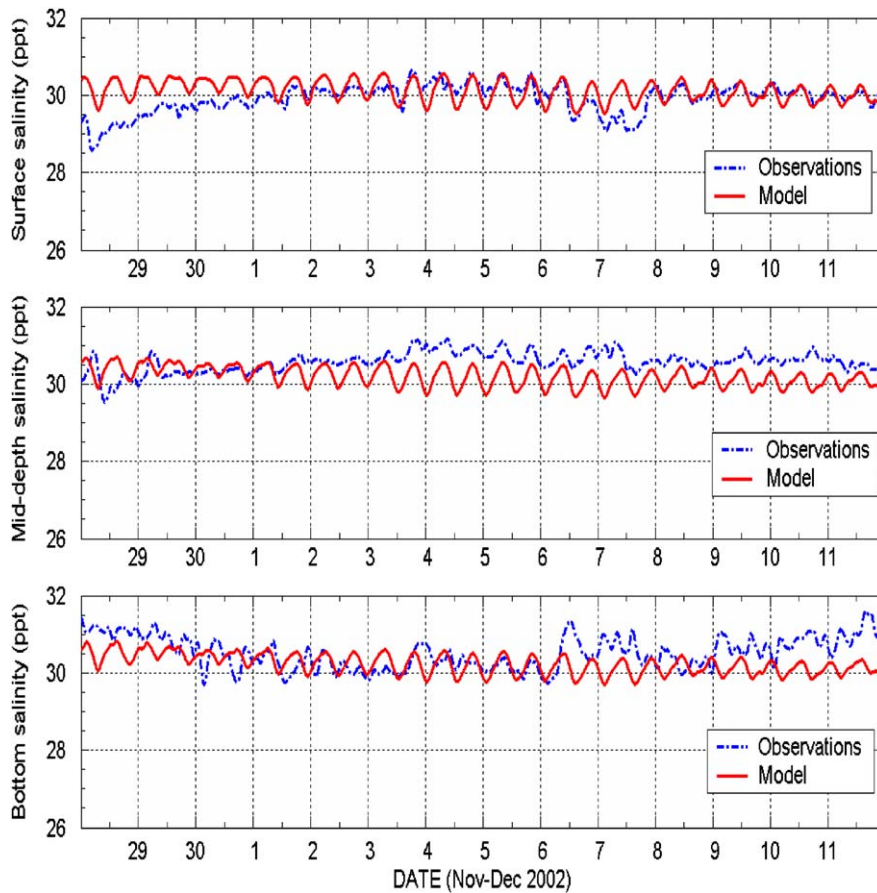 Surface salinity (ppt)
32
30
28
26
Observations
Model
29 30 1 2 3 4 5 6 7 8 9 10 11
Mid-depth salinity (ppt)
32
30
28
26
Observations
Model
29 30 1 2 3 4 5 6 7 8 9 10 11
Bottom salinity (ppt)
32
30
28
26
Observations
Model
29 30 1 2 3 4 5 6 7 8 9 10 11
DATE (Nov-Dec 2002)